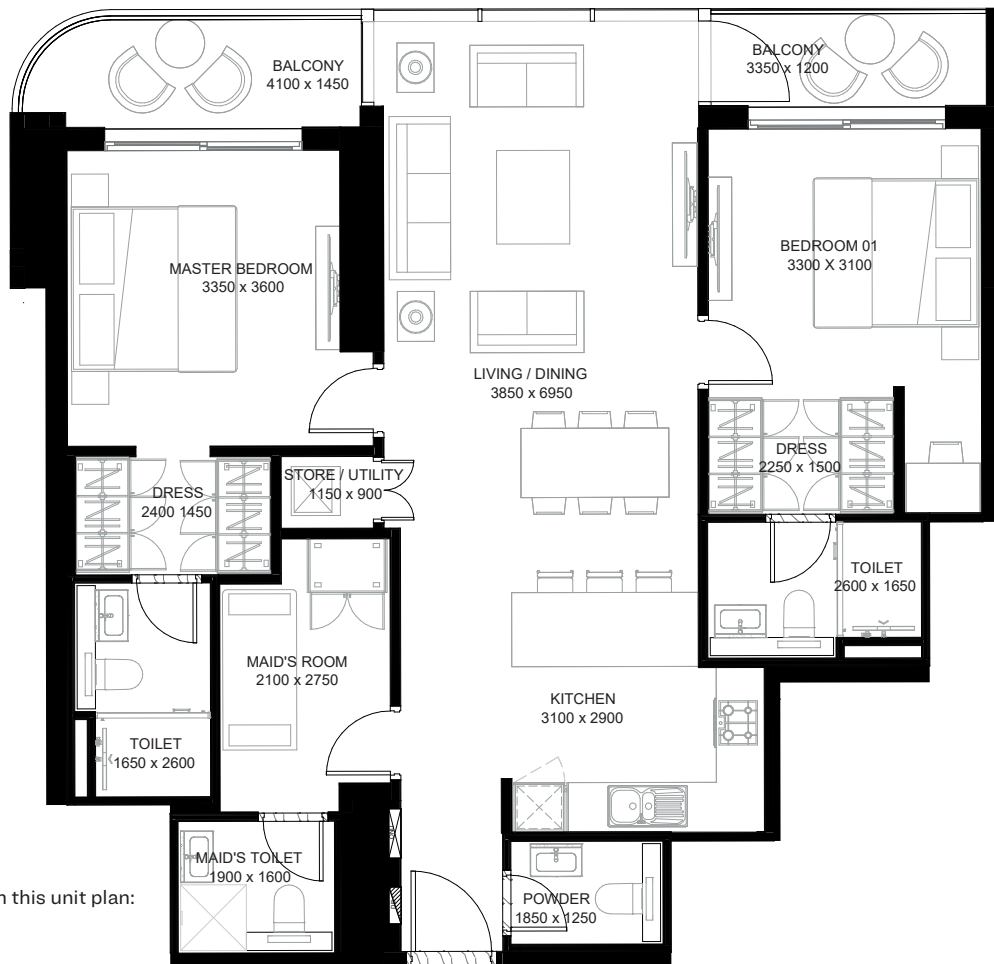 BALCONY
4100 x 1450
BALCONY
3350 x 1200
MASTER BEDROOM
3350 x 3600
BEDROOM 01
3300 X 3100
LIVING / DINING
3850 x 6950
DRESS
2400 1450
STORE / UTILITY
1150 x 900
DRESS
2250 x 1500
TOILET
2600 x 1650
MAID'S ROOM
2100 x 2750
KITCHEN
3100 x 2900
TOILET
1650 x 2600
MAID'S TOILET
1900 x 1600
POWDER
1850 x 1250
n this unit plan: